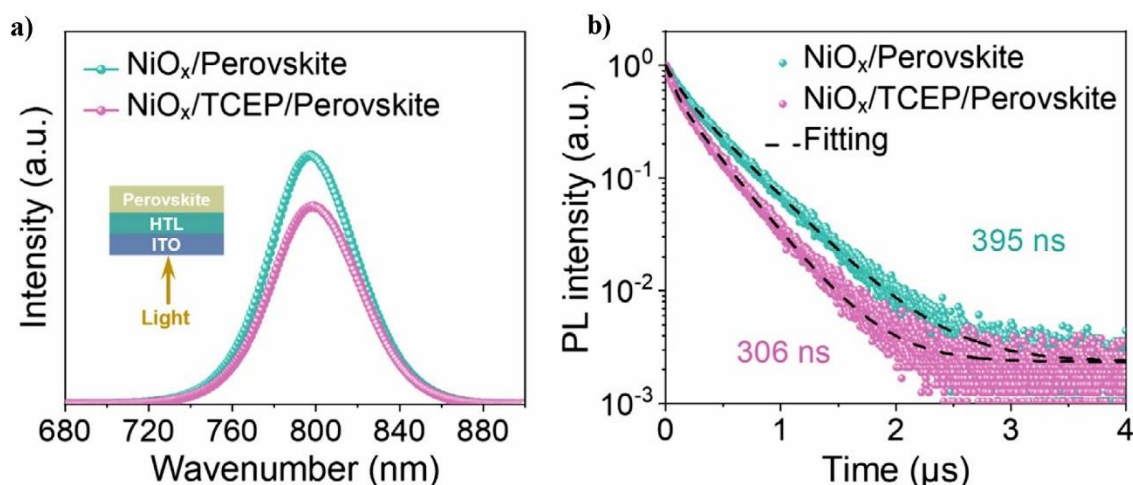 a)
NiOₓ/Perovskite
NiOₓ/TCEP/Perovskite
Intensity (a.u.)
Perovskite
HTL
ITO
Light
680 720 760 800 840 880
Wavenumber (nm)
b)
NiOₓ/Perovskite
NiOₓ/TCEP/Perovskite
Fitting
PL intensity
10⁰
10⁻¹
10⁻²
10⁻³
395 ns
306 ns
0 1 2 3 4
Time (µs)